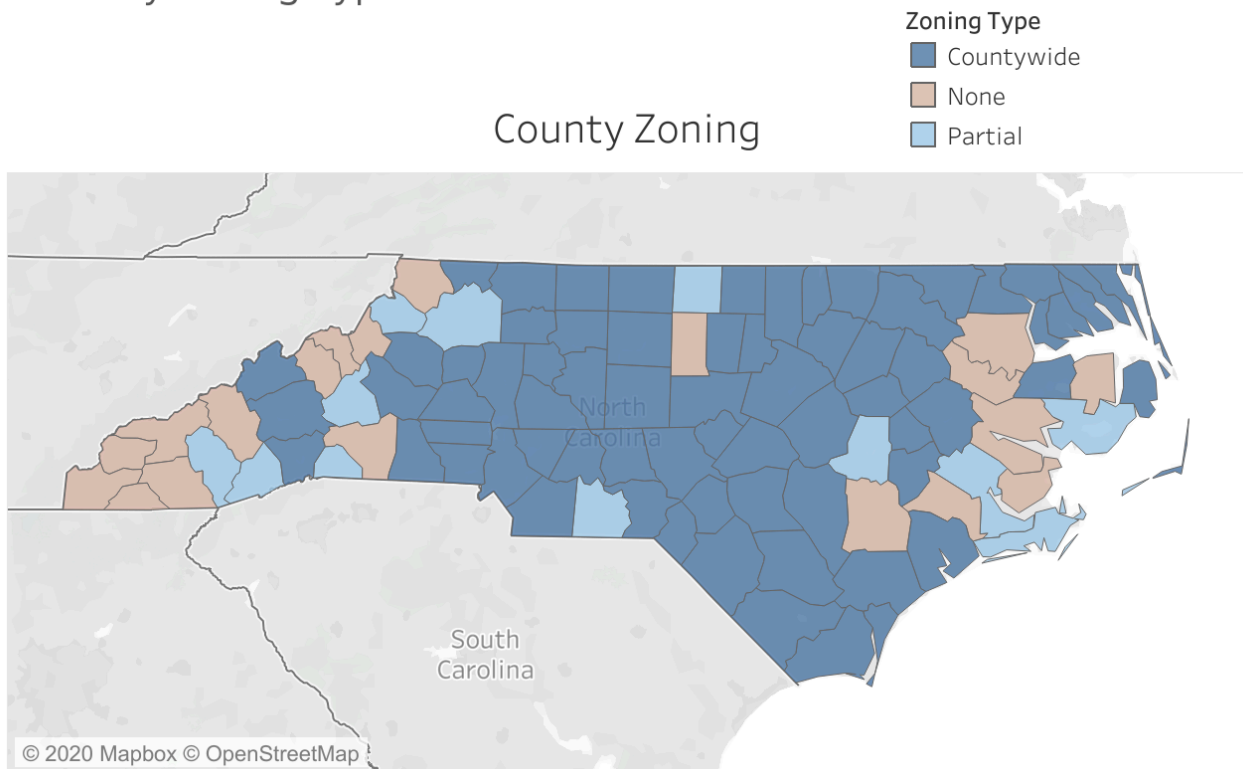 Zoning Type
Countywide
None
Partial
County Zoning
North
Carolina
South
Carolina
© 2020 Mapbox © OpenStreetMap